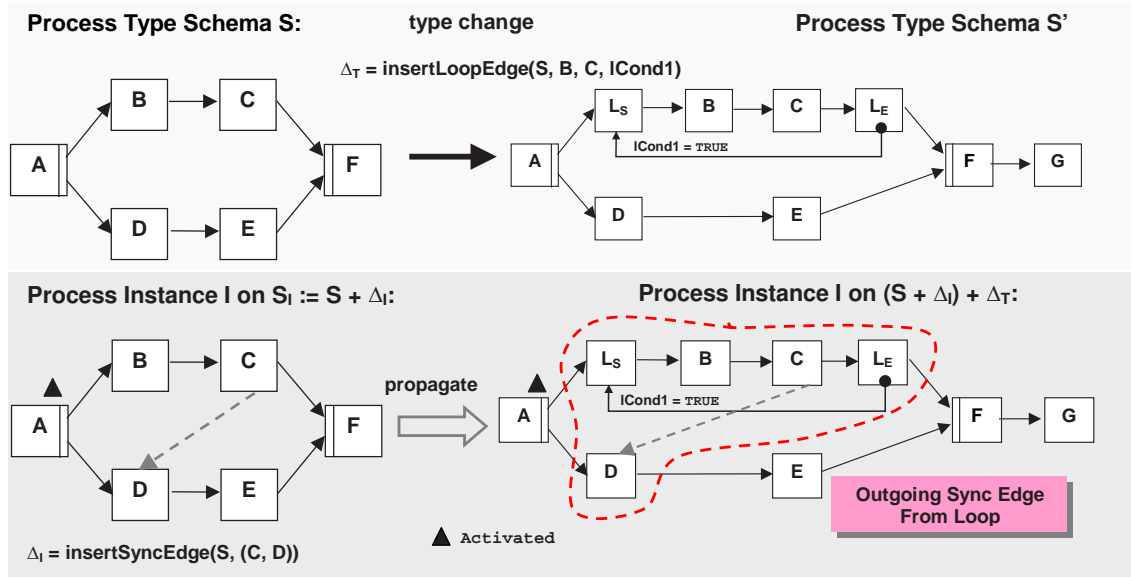 Process Type Schema S:
type change
Process Type Schema S’
ΔT = insertLoopEdge(S, B, C, lCond1)
B
C
A
F
D
E
LS
B
C
LE
lCond1 = TRUE
A
F
G
D
E
Process Instance I on SI := S + ΔI:
Process Instance I on (S + ΔI) + ΔT:
B
C
A
F
D
E
propagate
LS
B
C
LE
lCond1 = TRUE
A
F
G
D
E
Outgoing Sync Edge
From Loop
Activated
ΔI = insertSyncEdge(S, (C, D))